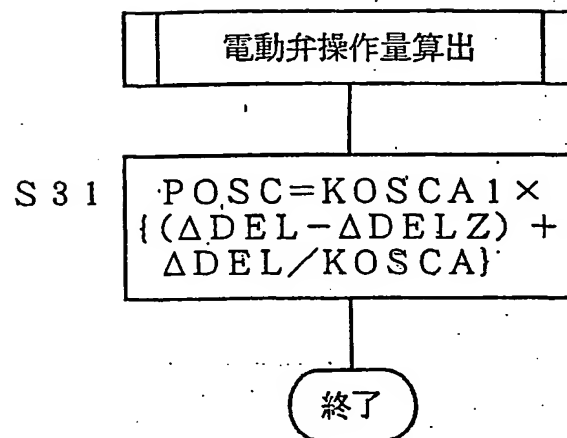 電動弁操作量算出
S31
POSC=KOSCA1×
{(ΔDEL-ΔDELZ)+
ΔDEL/KOSCA}
終了